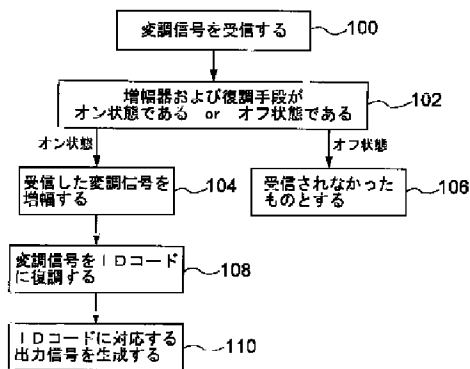 変調信号を受信する
100
増幅器および復調手段が
オン状態である or オフ状態である
102
オン状態
オフ状態
受信した変調信号を
増幅する
104
受信されなかった
ものとする
106
変調信号をIDコード
に復調する
108
IDコードに対応する
出力信号を生成する
110